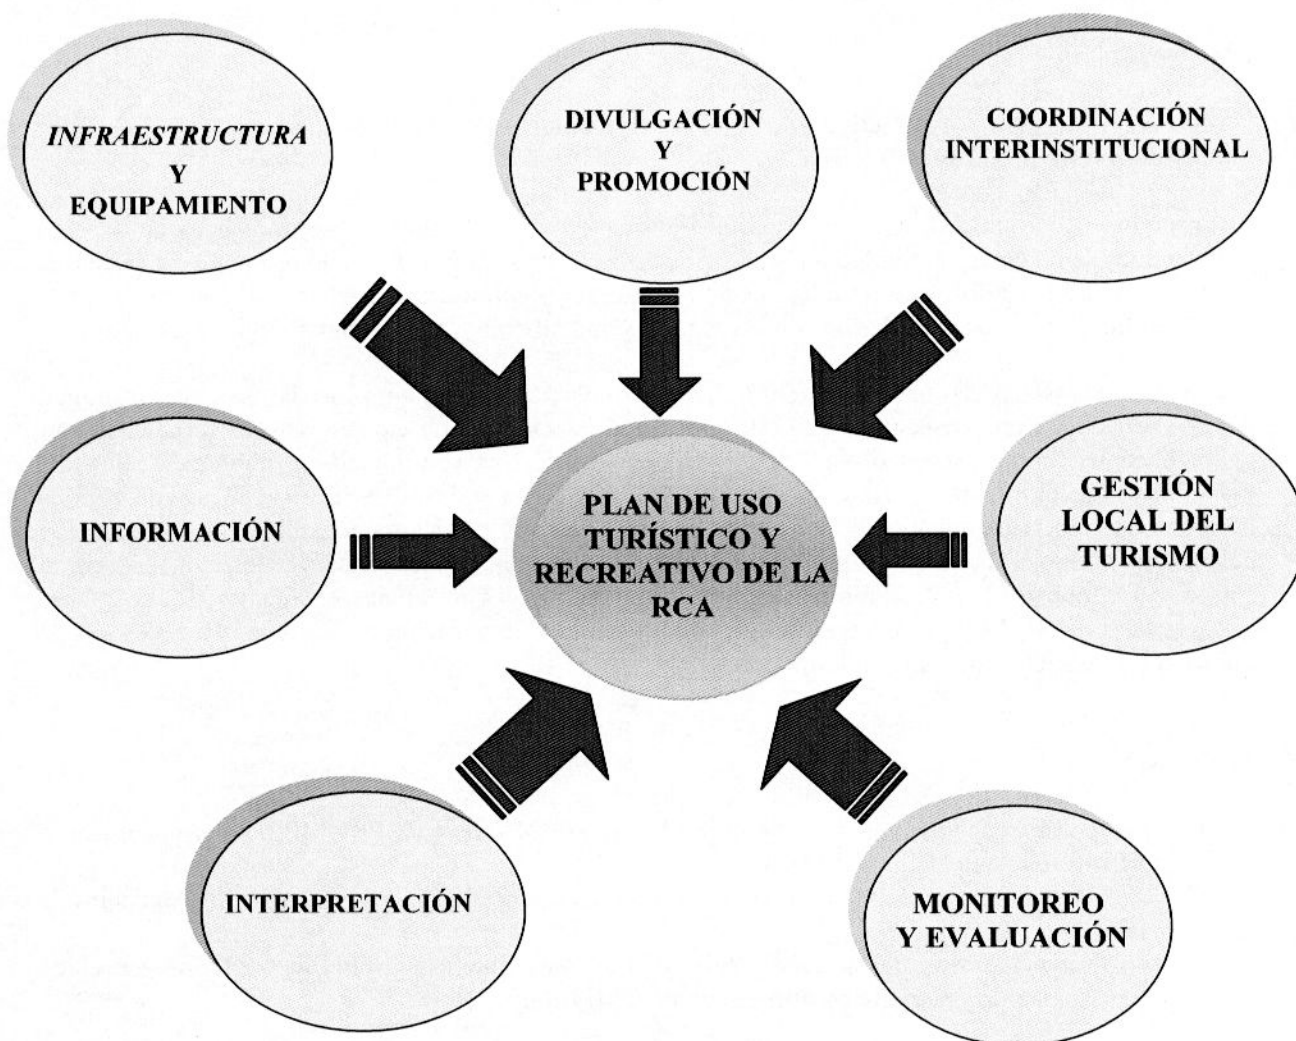 INFRAESTRUCTURA
Y
EQUIPAMIENTO
DIVULGACIÓN
Y
PROMOCIÓN
COORDINACIÓN
INTERINSTITUCIONAL
INFORMACIÓN
PLAN DE USO
TURÍSTICO Y
RECREATIVO DE LA
RCA
GESTIÓN
LOCAL DEL
TURISMO
INTERPRETACIÓN
MONITOREO
Y EVALUACIÓN